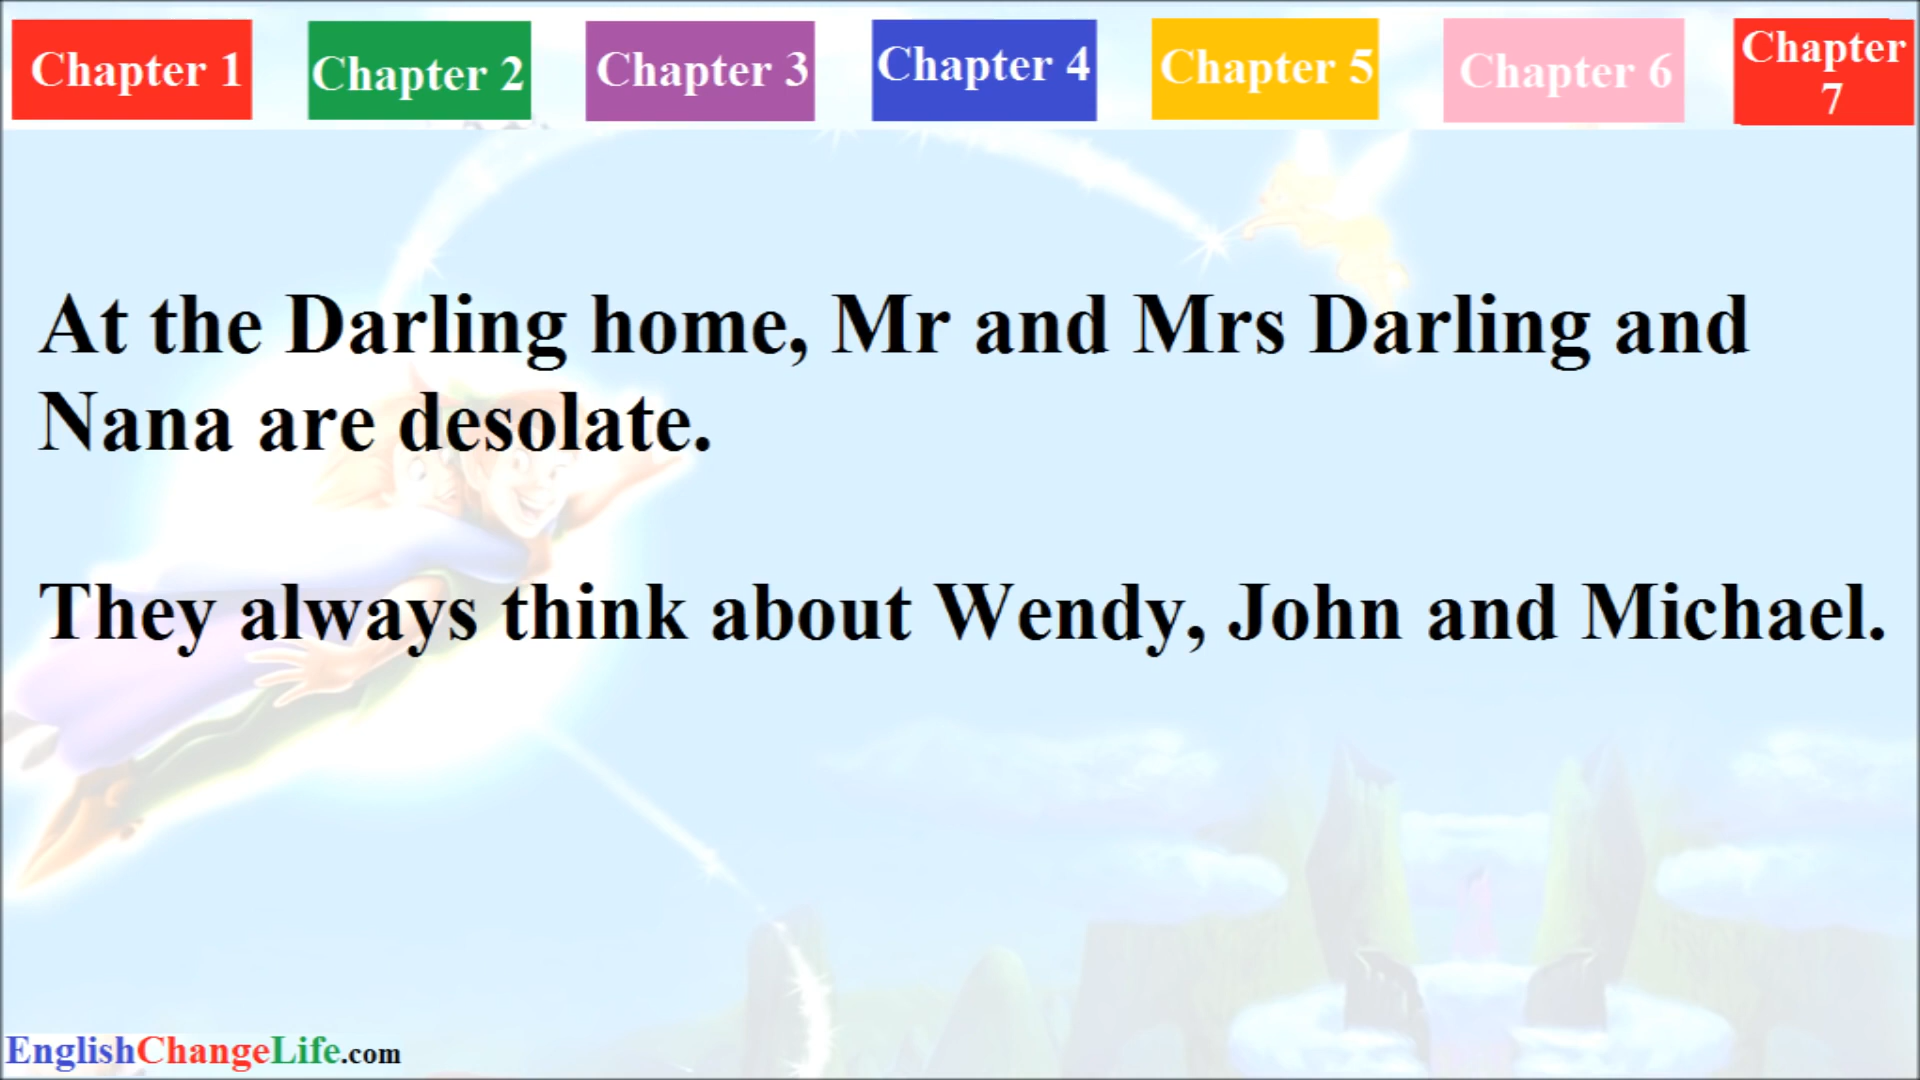 Chapter 1
Chapter 2
Chapter 3
Chapter 4
Chapter 5
Chapter 6
Chapter
7
At the Darling home, Mr and Mrs Darling and
Nana are desolate.
They always think about Wendy, John and Michael.
EnglishChangeLife.com